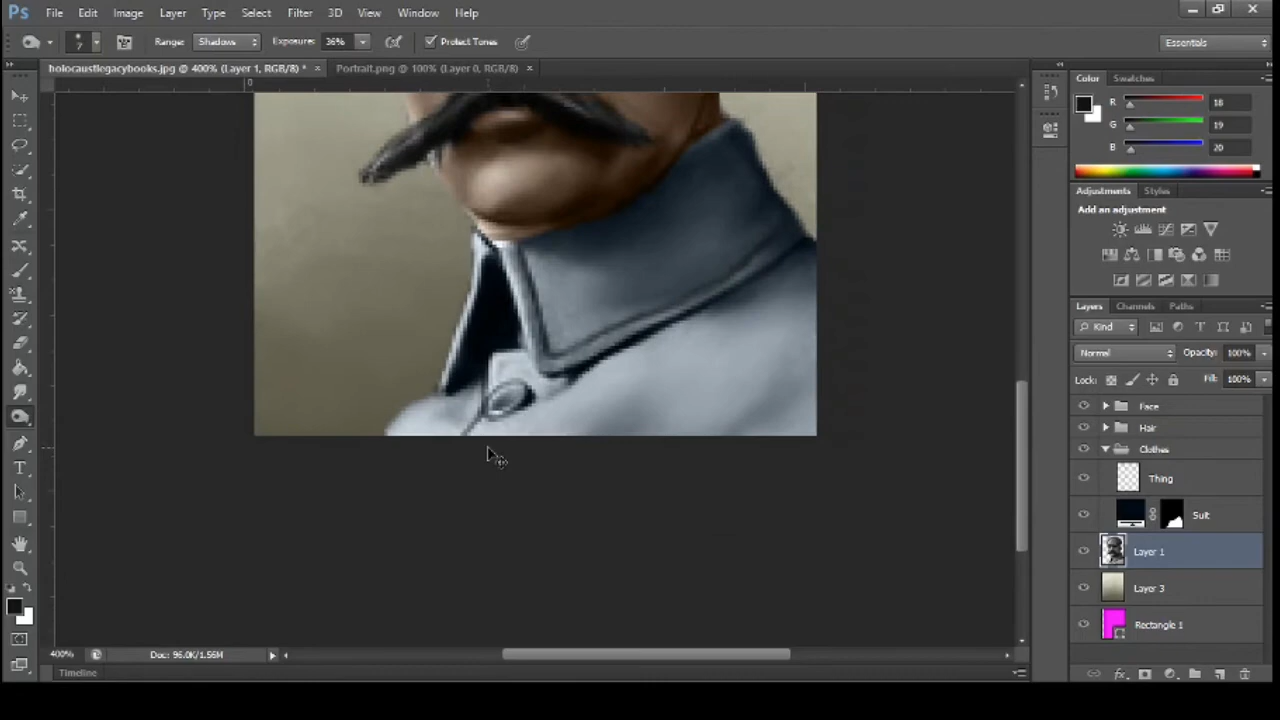 Ps File Edit Image Layer Type Select Filter 3D View Window Help
7 Range: Shadows Exposure: 36% Protect Tones Essentials
holocaustlegacybooks.jpg @ 400% (Layer 1, RGB/8) * × Portrait.png @ 100% (Layer 0, RGB/8) ×
0
Color Swatches
R 18
G 19
B 20
Adjustments Styles
Add an adjustment
Layers Channels Paths
Kind
Normal Opacity: 100%
Lock: Fill: 100%
Face
Hair
Clothes
Thing
Suit
Layer 1
Layer 3
Rectangle 1
400% Doc: 96.0K/1.56M
Timeline